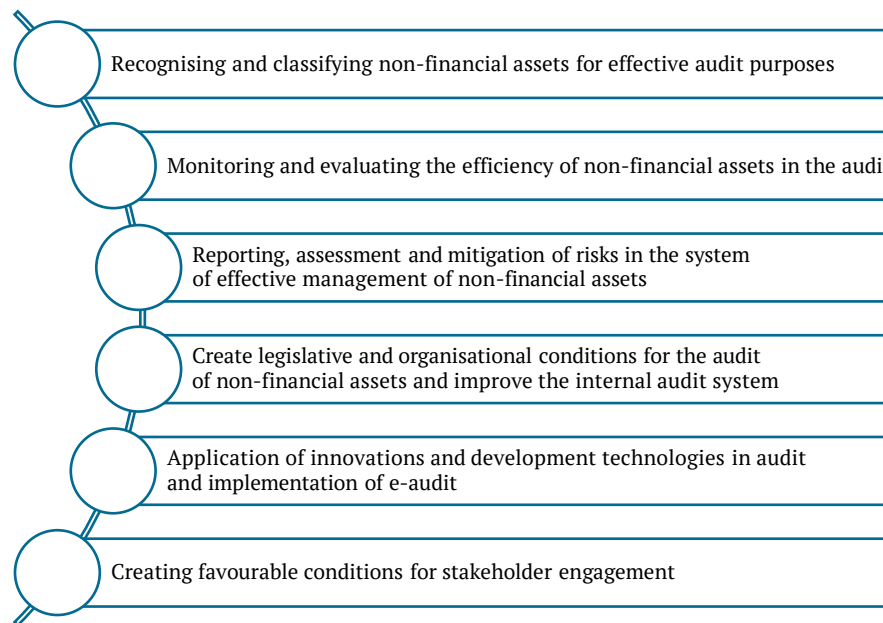 Recognising and classifying non-financial assets for effective audit purposes
Monitoring and evaluating the efficiency of non-financial assets in the audi
Reporting, assessment and mitigation of risks in the system
of effective management of non-financial assets
Create legislative and organisational conditions for the audit
of non-financial assets and improve the internal audit system
Application of innovations and development technologies in audit
and implementation of e-audit
Creating favourable conditions for stakeholder engagement